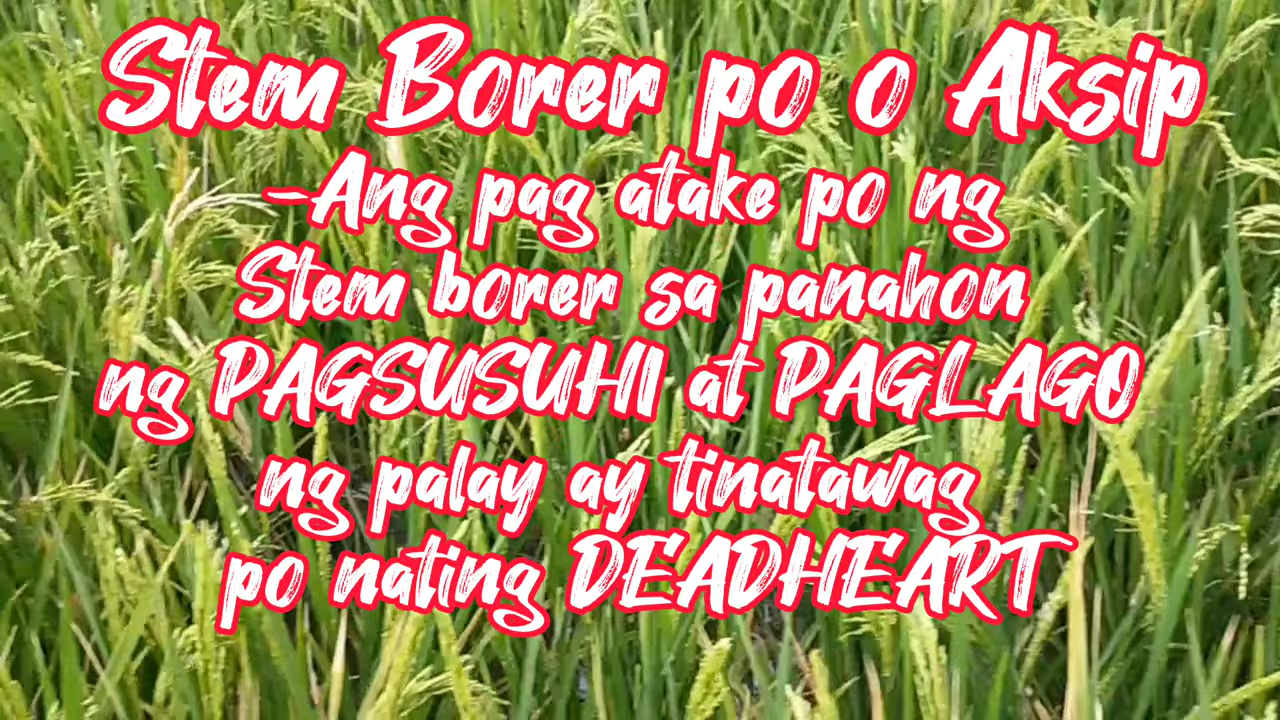 Stem Borer po o Aksip
-Ang pag atake po ng
Stem borer sa panahon
ng PAGSUSUHI at PAGLAGO
ng palay ay tinatawag
po nating DEADHEART